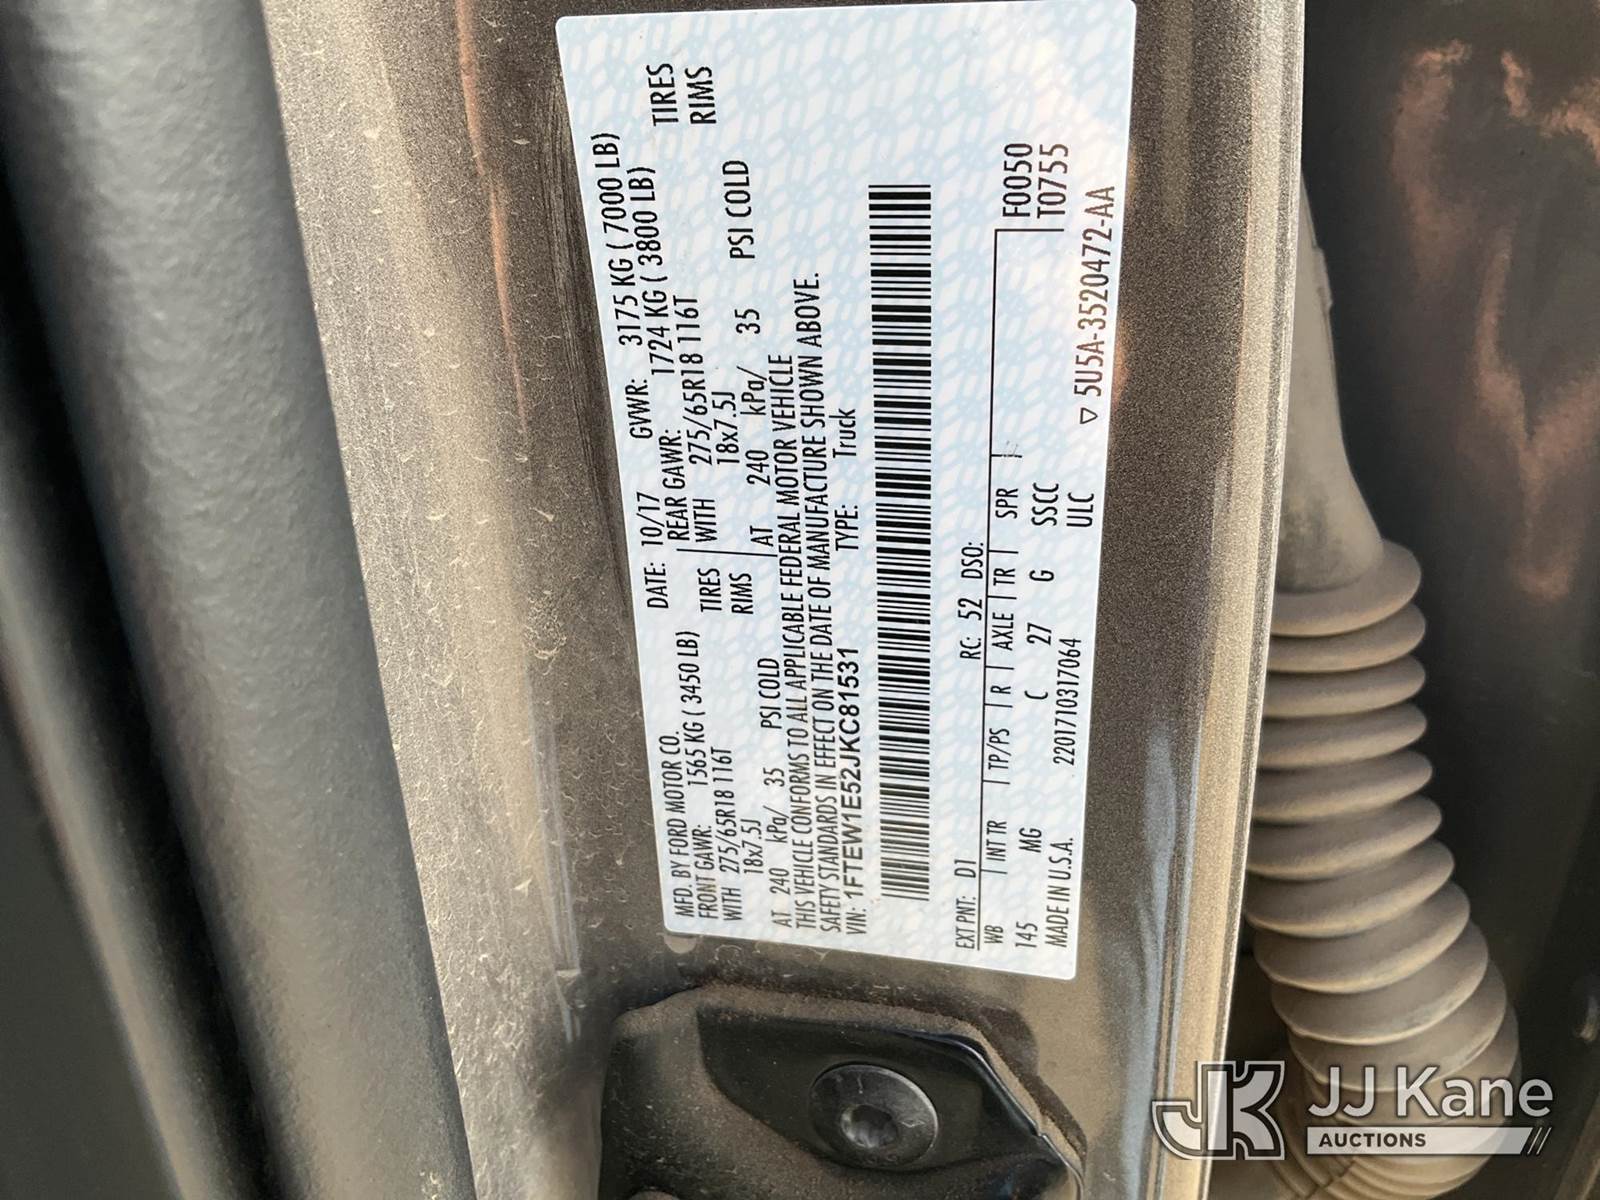 MFD. BY FORD MOTOR CO.
DATE: 10/17 GVWR: 3175 KG ( 7000 LB)
FRONT GAWR: 1565 KG ( 3450 LB) REAR GAWR: 1724 KG ( 3800 LB)
WITH 275/65R18 116T TIRES WITH 275/65R18 116T TIRES
18x7.5J RIMS 18x7.5J RIMS
AT 240 kPa/ 35 PSI COLD AT 240 kPa/ 35 PSI COLD
THIS VEHICLE CONFORMS TO ALL APPLICABLE FEDERAL MOTOR VEHICLE
SAFETY STANDARDS IN EFFECT ON THE DATE OF MANUFACTURE SHOWN ABOVE.
VIN: 1FTEW1E52JKC81531 TYPE: Truck
EXT PNT: D1 RC: 52 DSO:
WB INT TR TP/PS R AXLE TR SPR F0050
145 MG C 27 G SSCC T0755
MADE IN U.S.A. 220171031 7064 ULC
5U5A-3520472-AA
JK JJ Kane
AUCTIONS